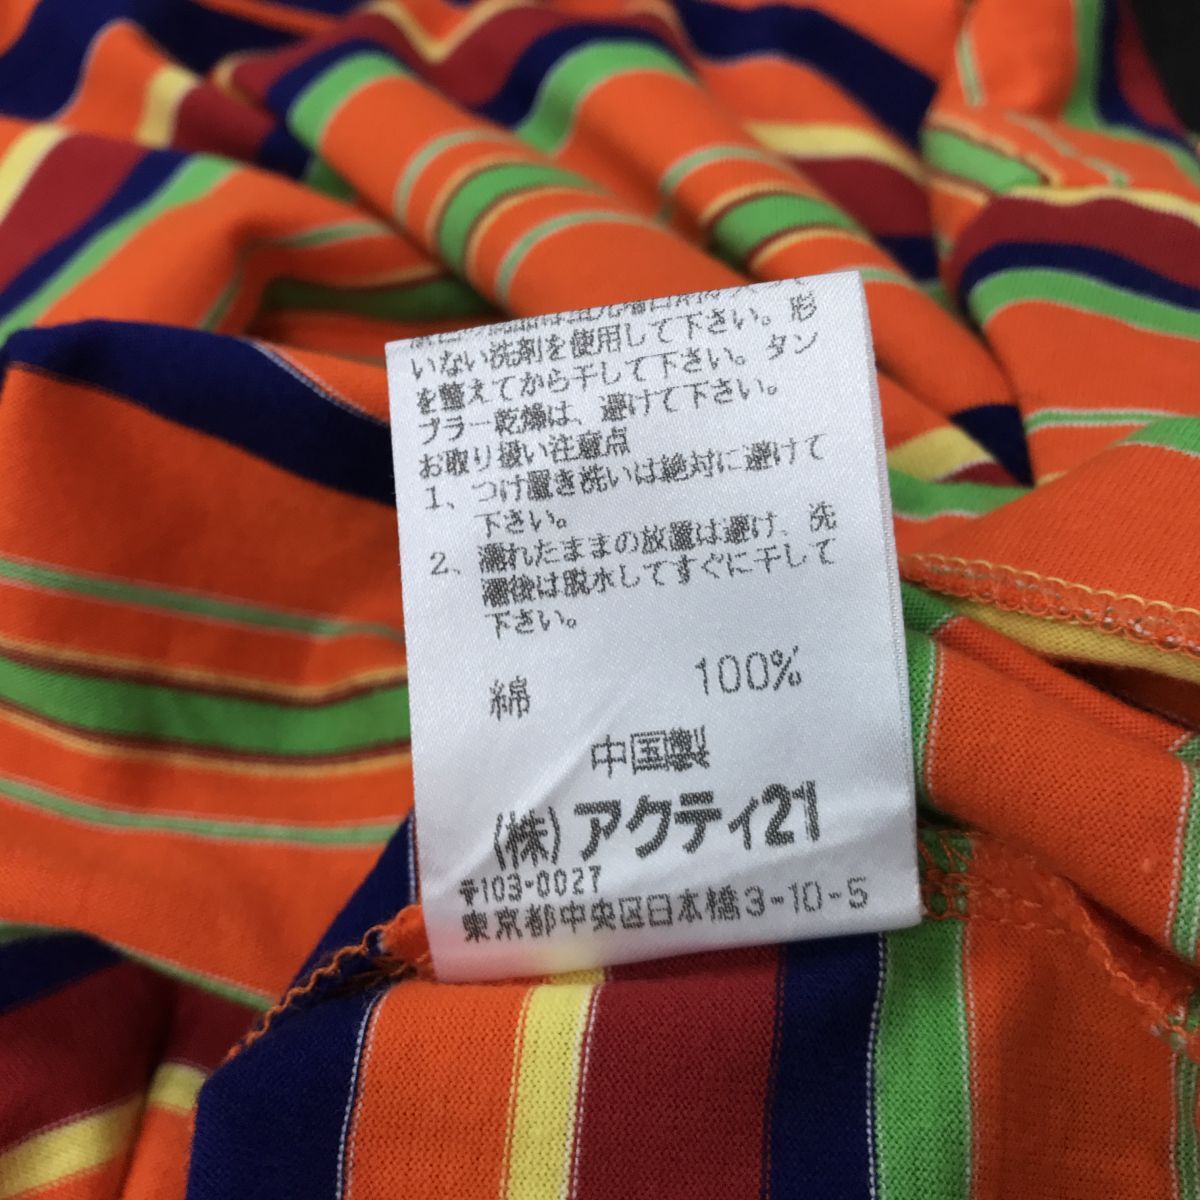 いない洗剤を使用して下さい。形
を整えてから干して下さい。タン
ブラー乾燥は、避けて下さい。
お取り扱い注意点
1、つけ置き洗いは絶対に避けて
下さい。
2、濡れたままの放置は避け、洗
濯後は脱水してすぐに干して
下さい。
綿 100%
中国製
(株)アクティ21
〒103-0027
東京都中央区日本橋3-10-5